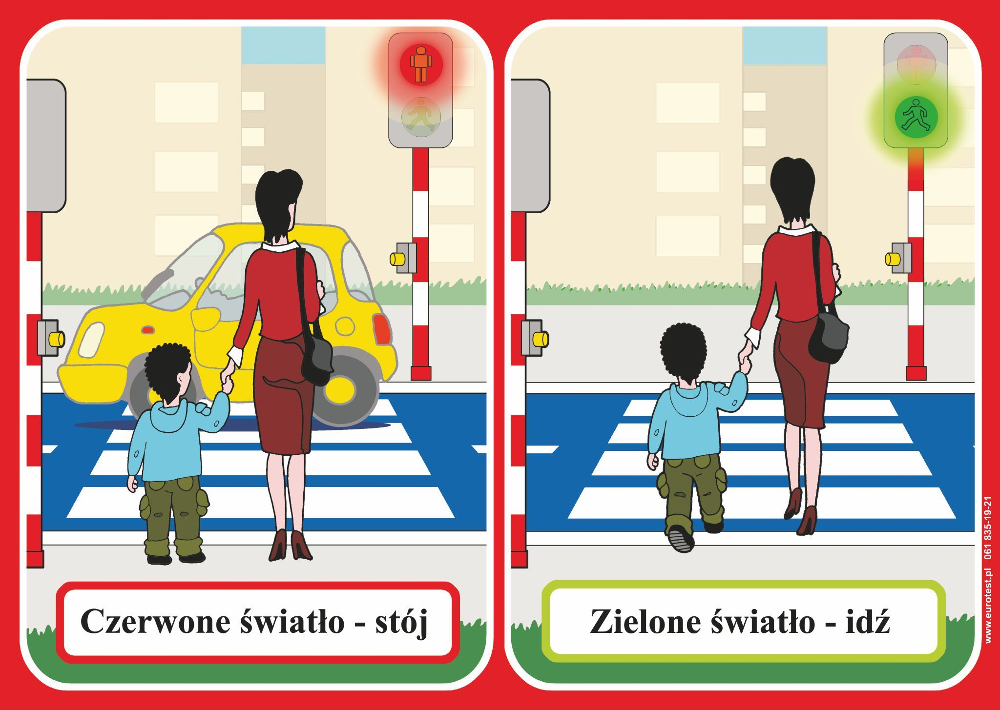 Czerwone światło - stój
Zielone światło - idź
www.eurotest.pl 061 835-19-21